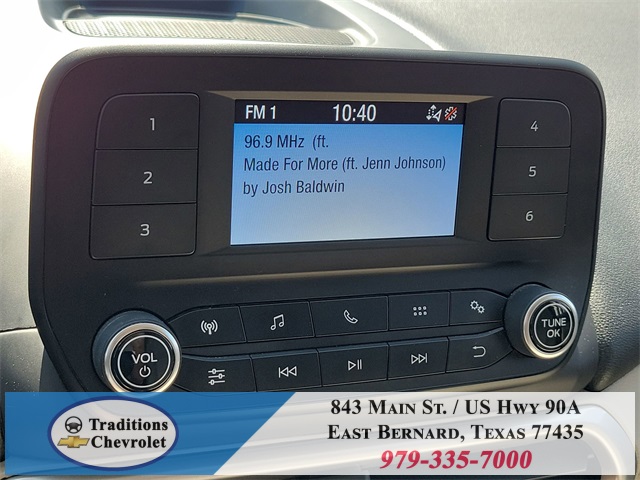 FM 1 10:40
96.9 MHz (ft.
Made For More (ft. Jenn Johnson)
by Josh Baldwin
1
2
3
4
5
6
VOL
TUNE
OK
Traditions
Chevrolet
843 Main St. / US Hwy 90A
East Bernard, Texas 77435
979-335-7000